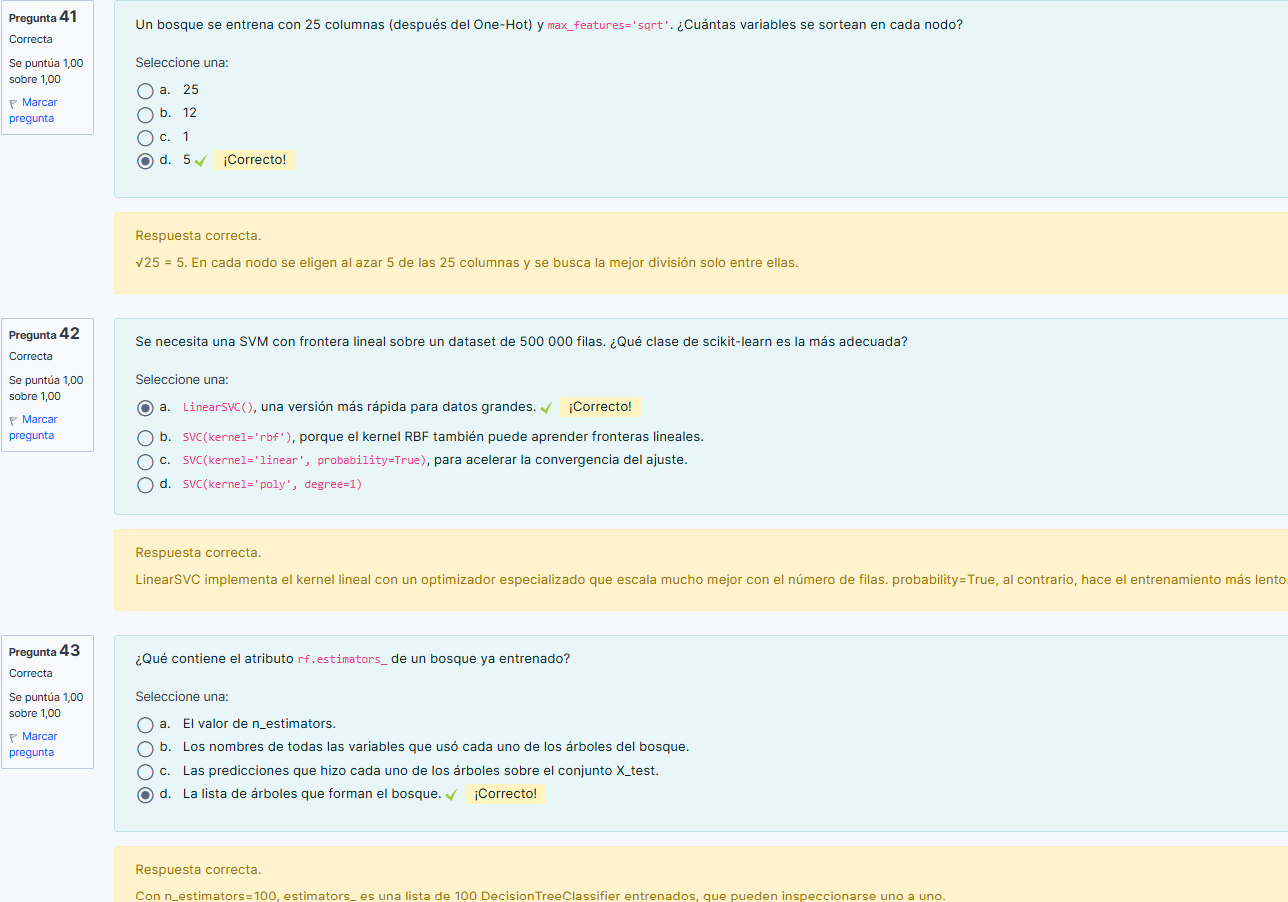 Pregunta 41
Correcta
Se puntúa 1,00
sobre 1,00
Marcar
pregunta
Un bosque se entrena con 25 columnas (después del One-Hot) y max_features='sqrt'. ¿Cuántas variables se sortean en cada nodo?
Seleccione una:
a. 25
b. 12
c. 1
d. 5 ¡Correcto!
Respuesta correcta.
√25 = 5. En cada nodo se eligen al azar 5 de las 25 columnas y se busca la mejor división solo entre ellas.
Pregunta 42
Correcta
Se puntúa 1,00
sobre 1,00
Marcar
pregunta
Se necesita una SVM con frontera lineal sobre un dataset de 500 000 filas. ¿Qué clase de scikit-learn es la más adecuada?
Seleccione una:
a. LinearSVC(), una versión más rápida para datos grandes. ¡Correcto!
b. SVC(kernel='rbf'), porque el kernel RBF también puede aprender fronteras lineales.
c. SVC(kernel='linear', probability=True), para acelerar la convergencia del ajuste.
d. SVC(kernel='poly', degree=1)
Respuesta correcta.
LinearSVC implementa el kernel lineal con un optimizador especializado que escala mucho mejor con el número de filas. probability=True, al contrario, hace el entrenamiento más lento.
Pregunta 43
Correcta
Se puntúa 1,00
sobre 1,00
Marcar
pregunta
¿Qué contiene el atributo rf.estimators_ de un bosque ya entrenado?
Seleccione una:
a. El valor de n_estimators.
b. Los nombres de todas las variables que usó cada uno de los árboles del bosque.
c. Las predicciones que hizo cada uno de los árboles sobre el conjunto X_test.
d. La lista de árboles que forman el bosque. ¡Correcto!
Respuesta correcta.
Con n_estimators=100, estimators_ es una lista de 100 DecisionTreeClassifier entrenados, que pueden inspeccionarse uno a uno.